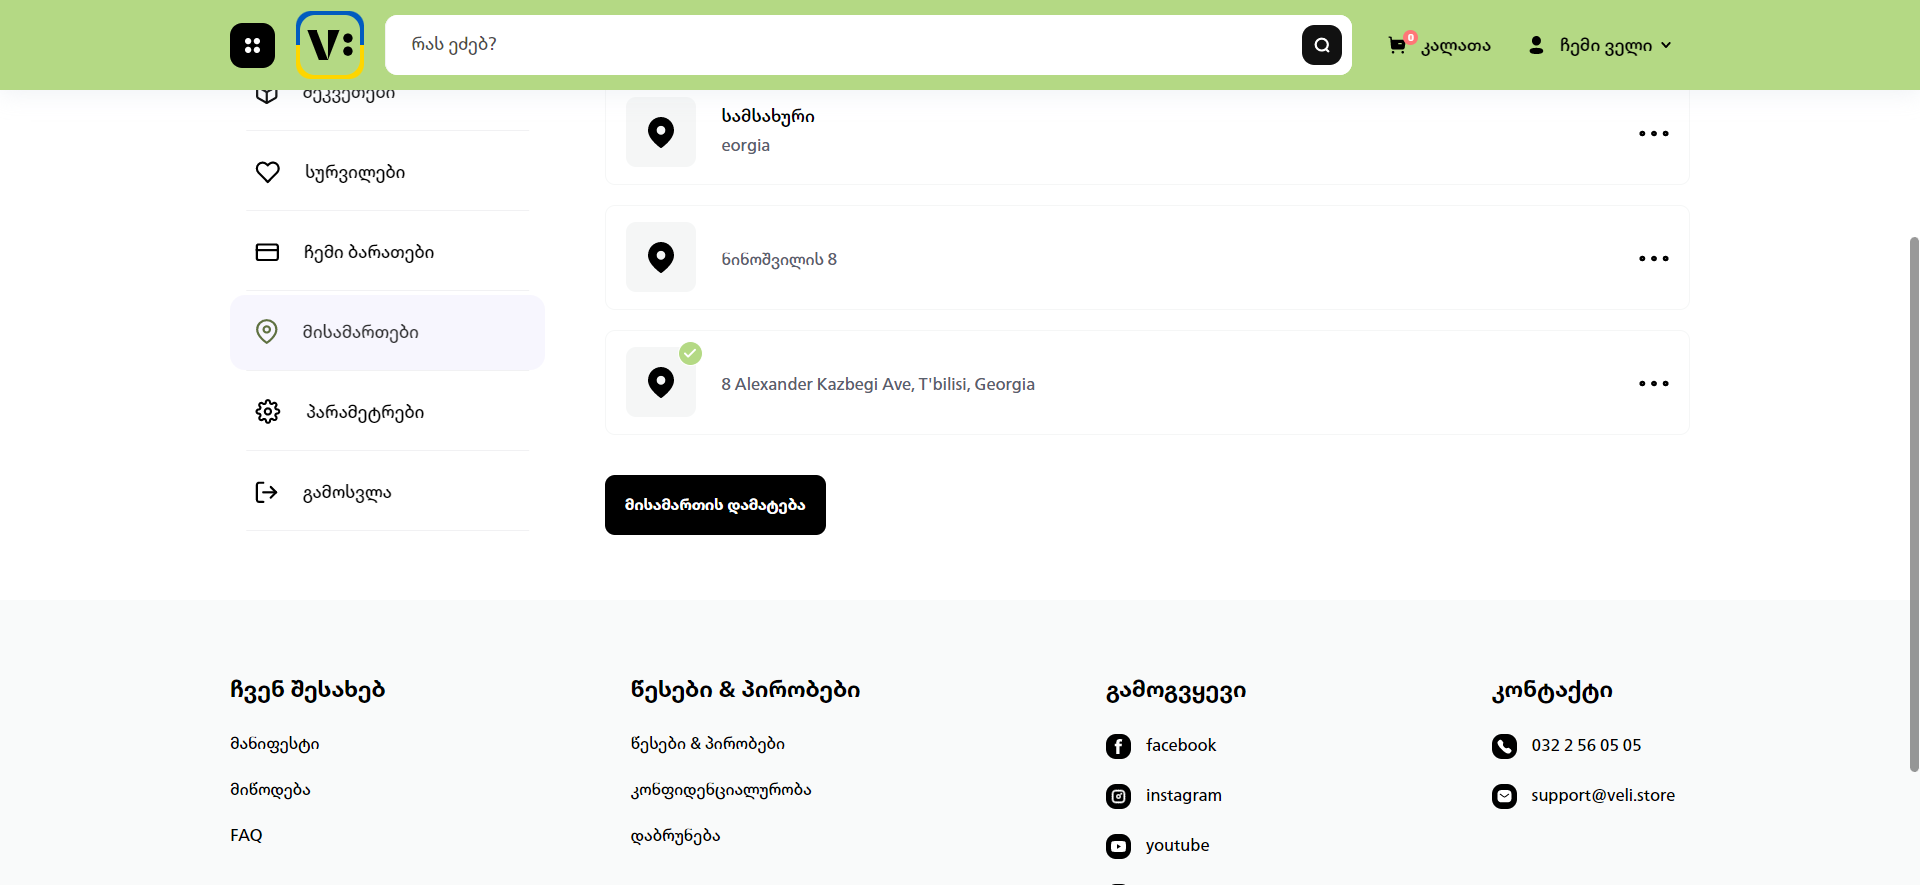 V:
რას ეძებ?
0
კალათა
ჩემი ველი
შეკვეთები
სურვილები
ჩემი ბარათები
მისამართები
პარამეტრები
გამოსვლა
სამსახური
eorgia
ნინოშვილის 8
8 Alexander Kazbegi Ave, T'bilisi, Georgia
მისამართის დამატება
ჩვენ შესახებ
მანიფესტი
მიწოდება
FAQ
წესები & პირობები
წესები & პირობები
კონფიდენციალურობა
დაბრუნება
გამოგვყევი
facebook
instagram
youtube
კონტაქტი
032 2 56 05 05
support@veli.store